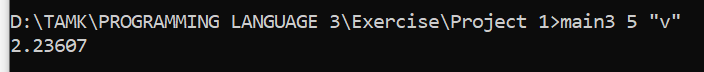 D:\TAMK\PROGRAMMING LANGUAGE 3\Exercise\Project 1>main3 5 "v"
2.23607